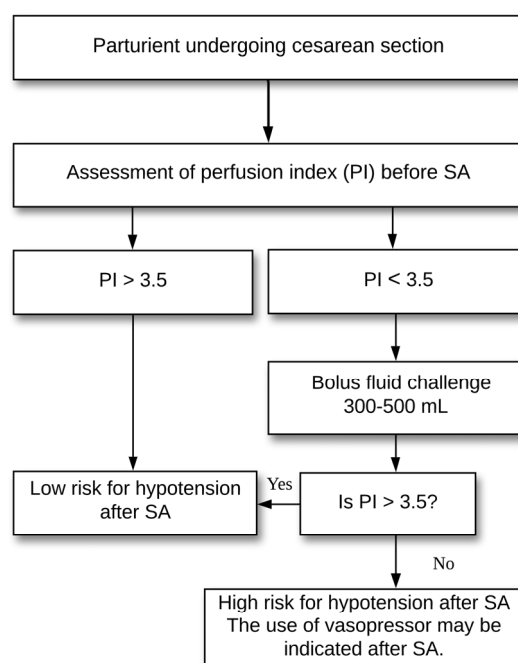 Parturient undergoing cesarean section
Assessment of perfusion index (PI) before SA
PI > 3.5
PI < 3.5
Bolus fluid challenge
300-500 mL
Low risk for hypotension
after SA
Yes
Is PI > 3.5?
No
High risk for hypotension after SA
The use of vasopressor may be
indicated after SA.